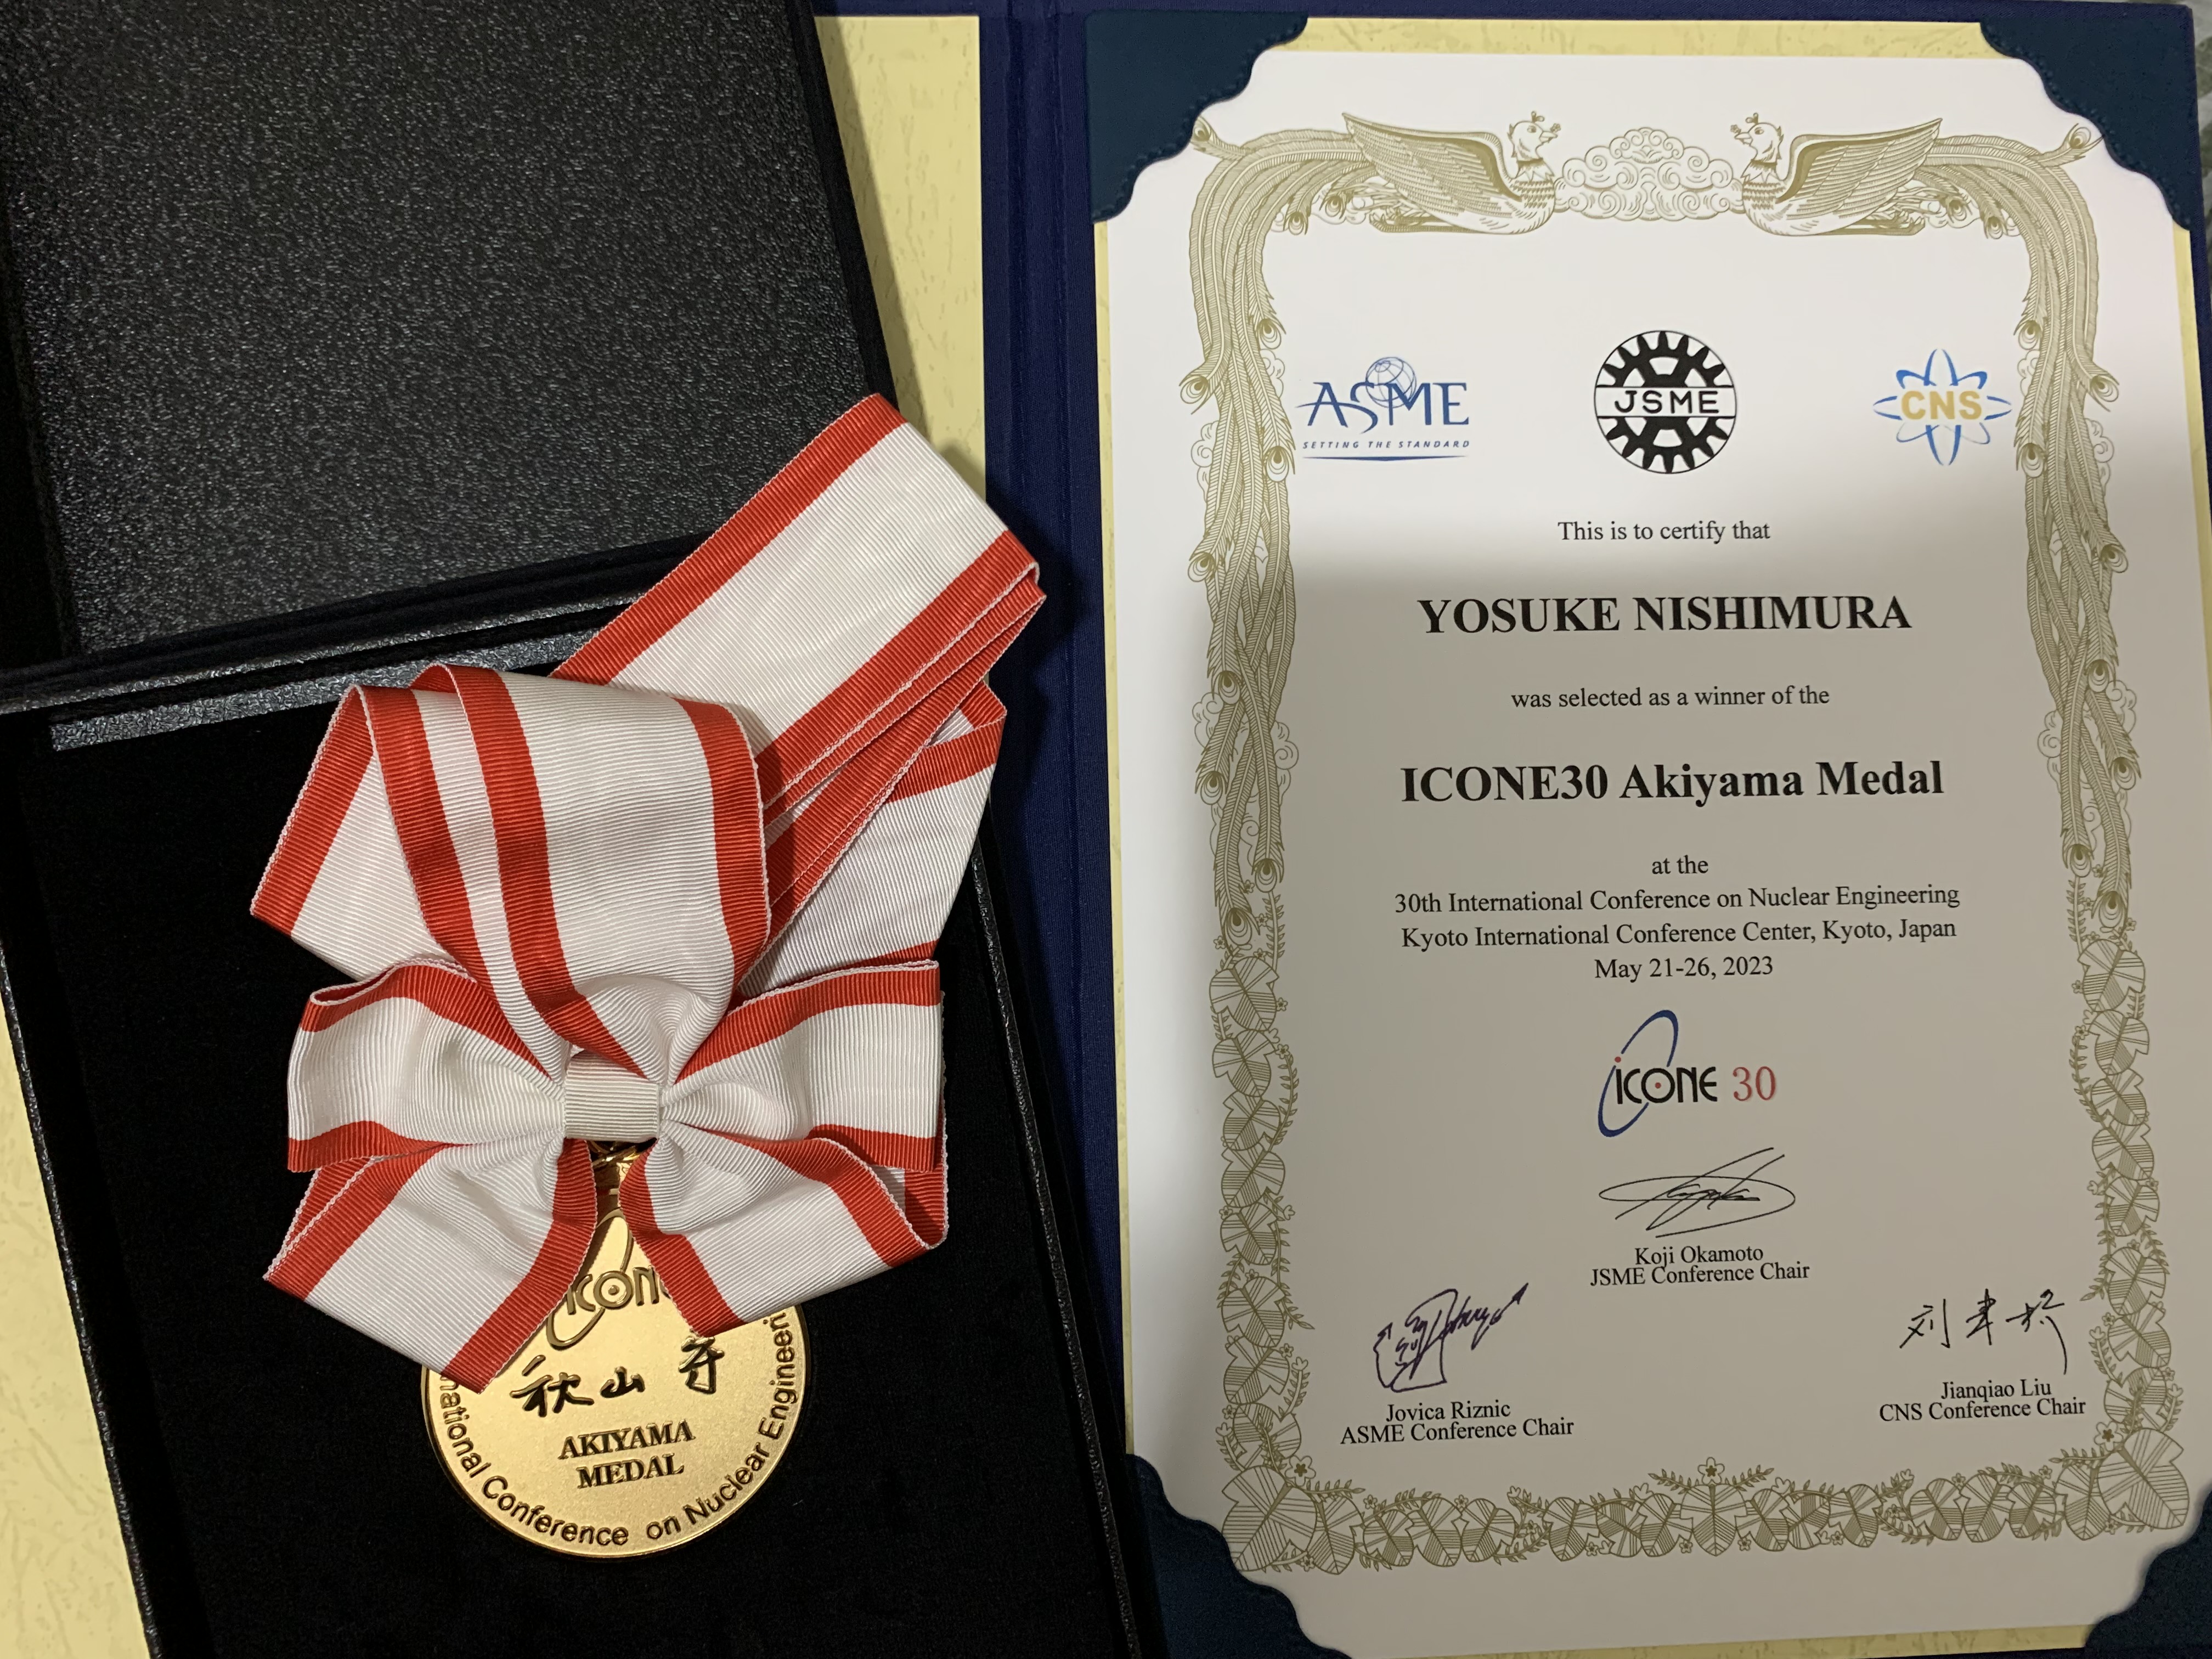 ASME
SETTING THE STANDARD
JSME
CNS
This is to certify that
YOSUKE NISHIMURA
was selected as a winner of the
ICONE30 Akiyama Medal
at the
30th International Conference on Nuclear Engineering
Kyoto International Conference Center, Kyoto, Japan
May 21-26, 2023
ICONE 30
Koji Okamoto
JSME Conference Chair
Jovica Riznic
ASME Conference Chair
刘建桥
Jianqiao Liu
CNS Conference Chair
秋山 守
AKIYAMA
MEDAL
Conference on Nuclear